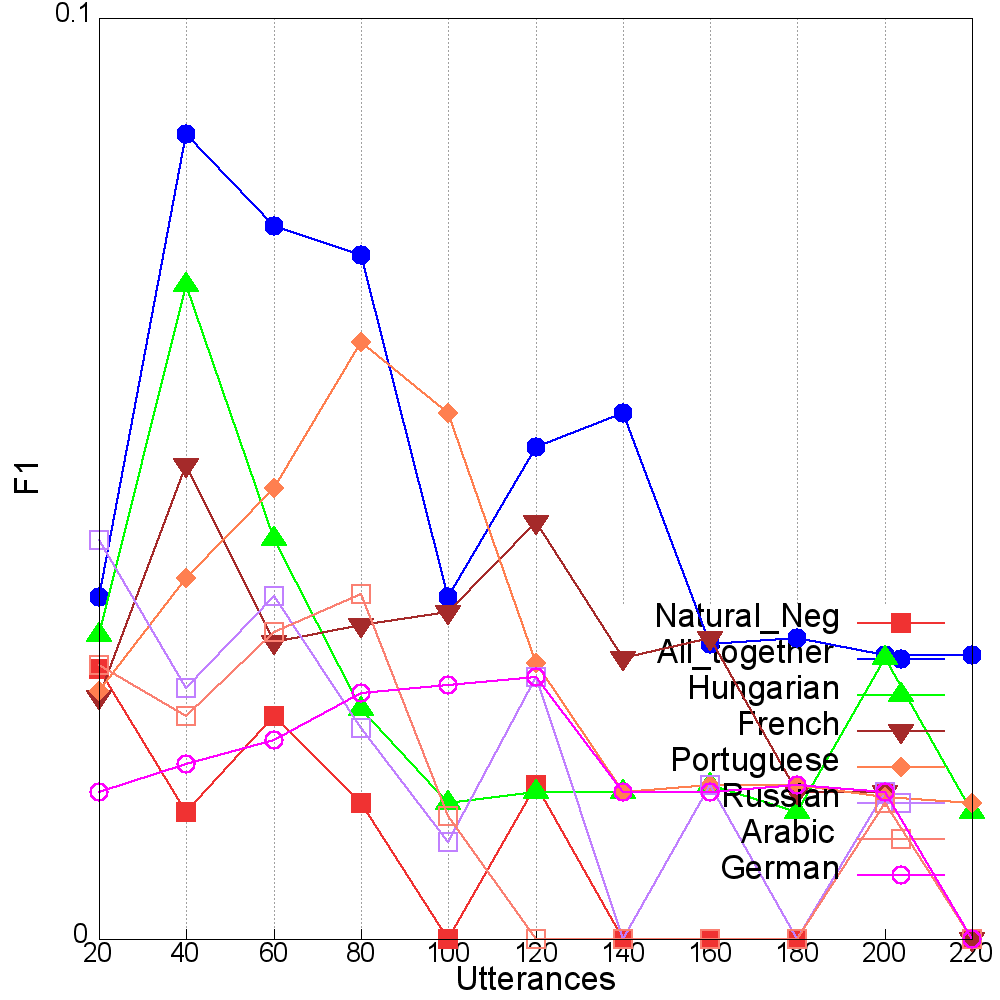 0.1
F1
Natural_Neg
All_together
Hungarian
French
Portuguese
Russian
Arabic
German
0
20 40 60 80 100 120 140 160 180 200 220
Utterances